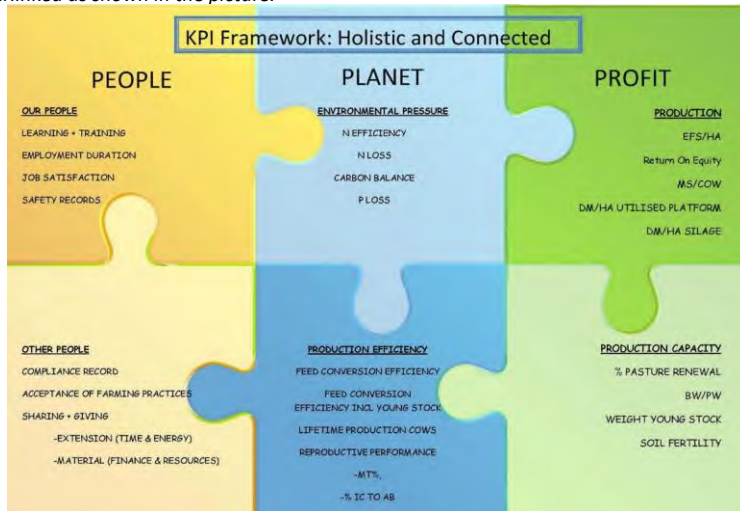 KPI Framework: Holistic and Connected
PEOPLE
OUR PEOPLE
LEARNING + TRAINING
EMPLOYMENT DURATION
JOB SATISFACTION
SAFETY RECORDS
PLANET
ENVIRONMENTAL PRESSURE
N EFFICIENCY
N LOSS
CARBON BALANCE
P LOSS
PROFIT
PRODUCTION
EFS/HA
Return On Equity
MS/COW
DM/HA UTILISED PLATFORM
DM/HA SILAGE
OTHER PEOPLE
COMPLIANCE RECORD
ACCEPTANCE OF FARMING PRACTICES
SHARING + GIVING
-EXTENSION (TIME & ENERGY)
-MATERIAL (FINANCE & RESOURCES)
PRODUCTION EFFICIENCY
FEED CONVERSION EFFICIENCY
FEED CONVERSION
EFFICIENCY INCL YOUNG STOCK
LIFETIME PRODUCTION COWS
REPRODUCTIVE PERFORMANCE
-MT%,
-% IC TO AB
PRODUCTION CAPACITY
% PASTURE RENEWAL
BW/PW
WEIGHT YOUNG STOCK
SOIL FERTILITY